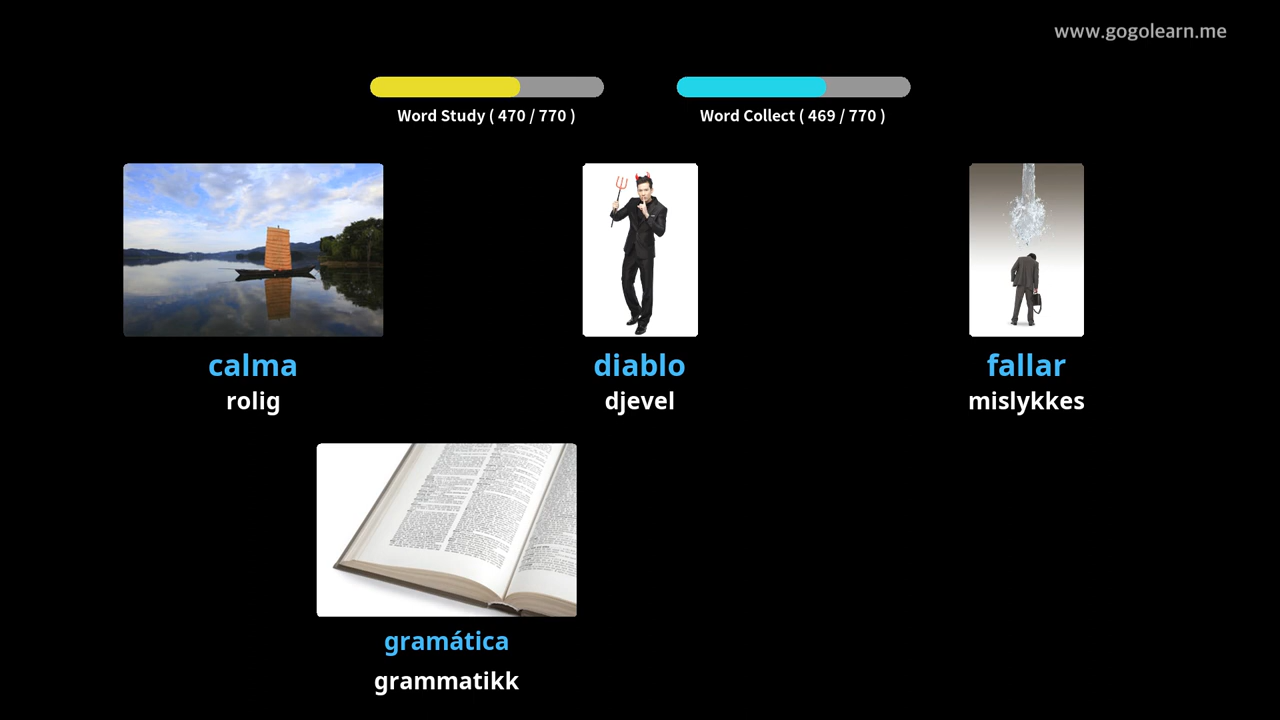 www.gogolearn.me
Word Study ( 470 / 770 )
Word Collect ( 469 / 770 )
calma
rolig
diablo
djevel
fallar
mislykkes
gramática
grammatikk